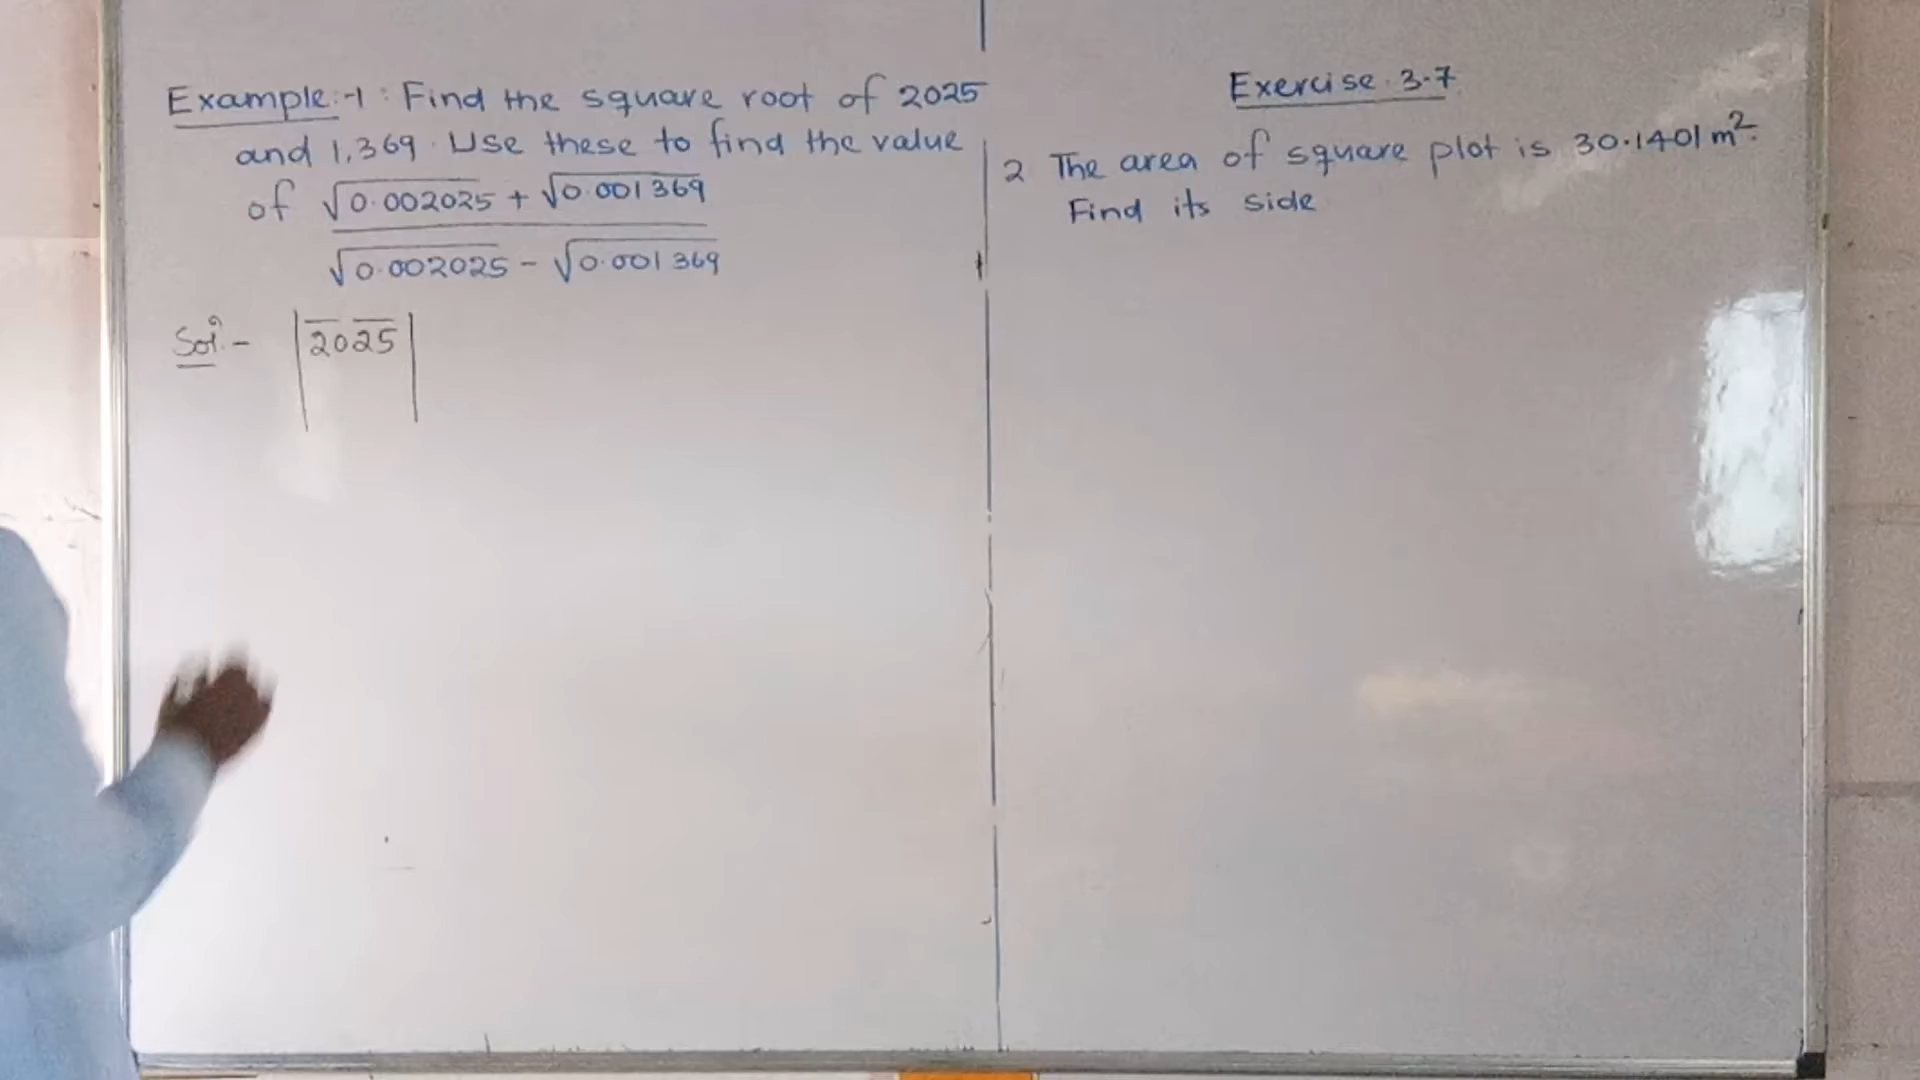 Example:-1: Find the square root of 2025
and 1,369. Use these to find the value
of √0.002025 + √0.001369
√0.002025 - √0.001369
Sol:-
2025
Exercise 3.7
2 The area of square plot is 30.1401 m².
Find its side